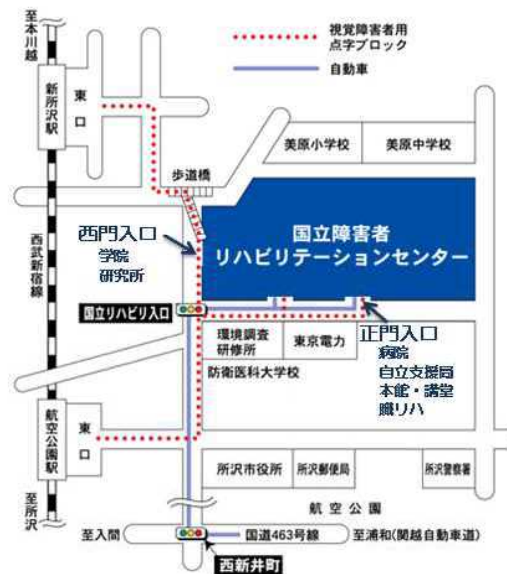 至本川越
視覚障害者用
点字ブロック
自動車
新所沢駅
東口
美原小学校
美原中学校
歩道橋
西門入口
学院
研究所
国立障害者
リハビリテーションセンター
西武新宿線
国立リハビリ入口
環境調査
研修所
東京電力
正門入口
病院
自立支援局
本館・講堂
職リハ
防衛医科大学校
航空公園駅
東口
所沢市役所
所沢郵便局
所沢警察署
至所沢
航空公園
至入間
国道463号線
至浦和(関越自動車道)
西新井町